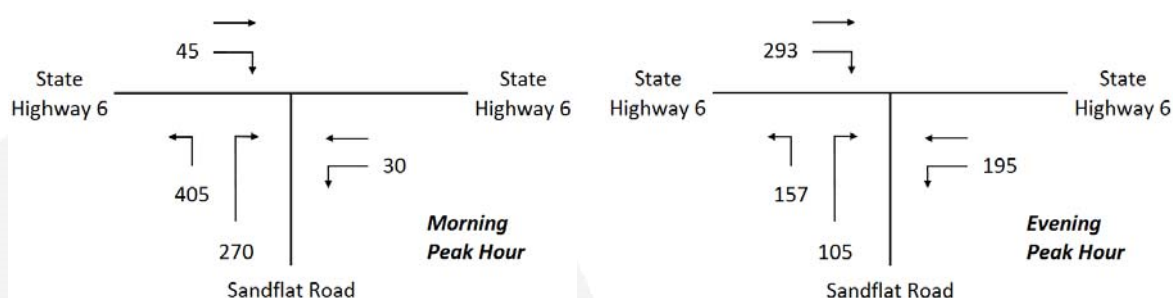 45
State
Highway 6
State
Highway 6
405
30
270
Morning
Peak Hour
Sandflat Road
293
State
Highway 6
State
Highway 6
157
195
105
Evening
Peak Hour
Sandflat Road